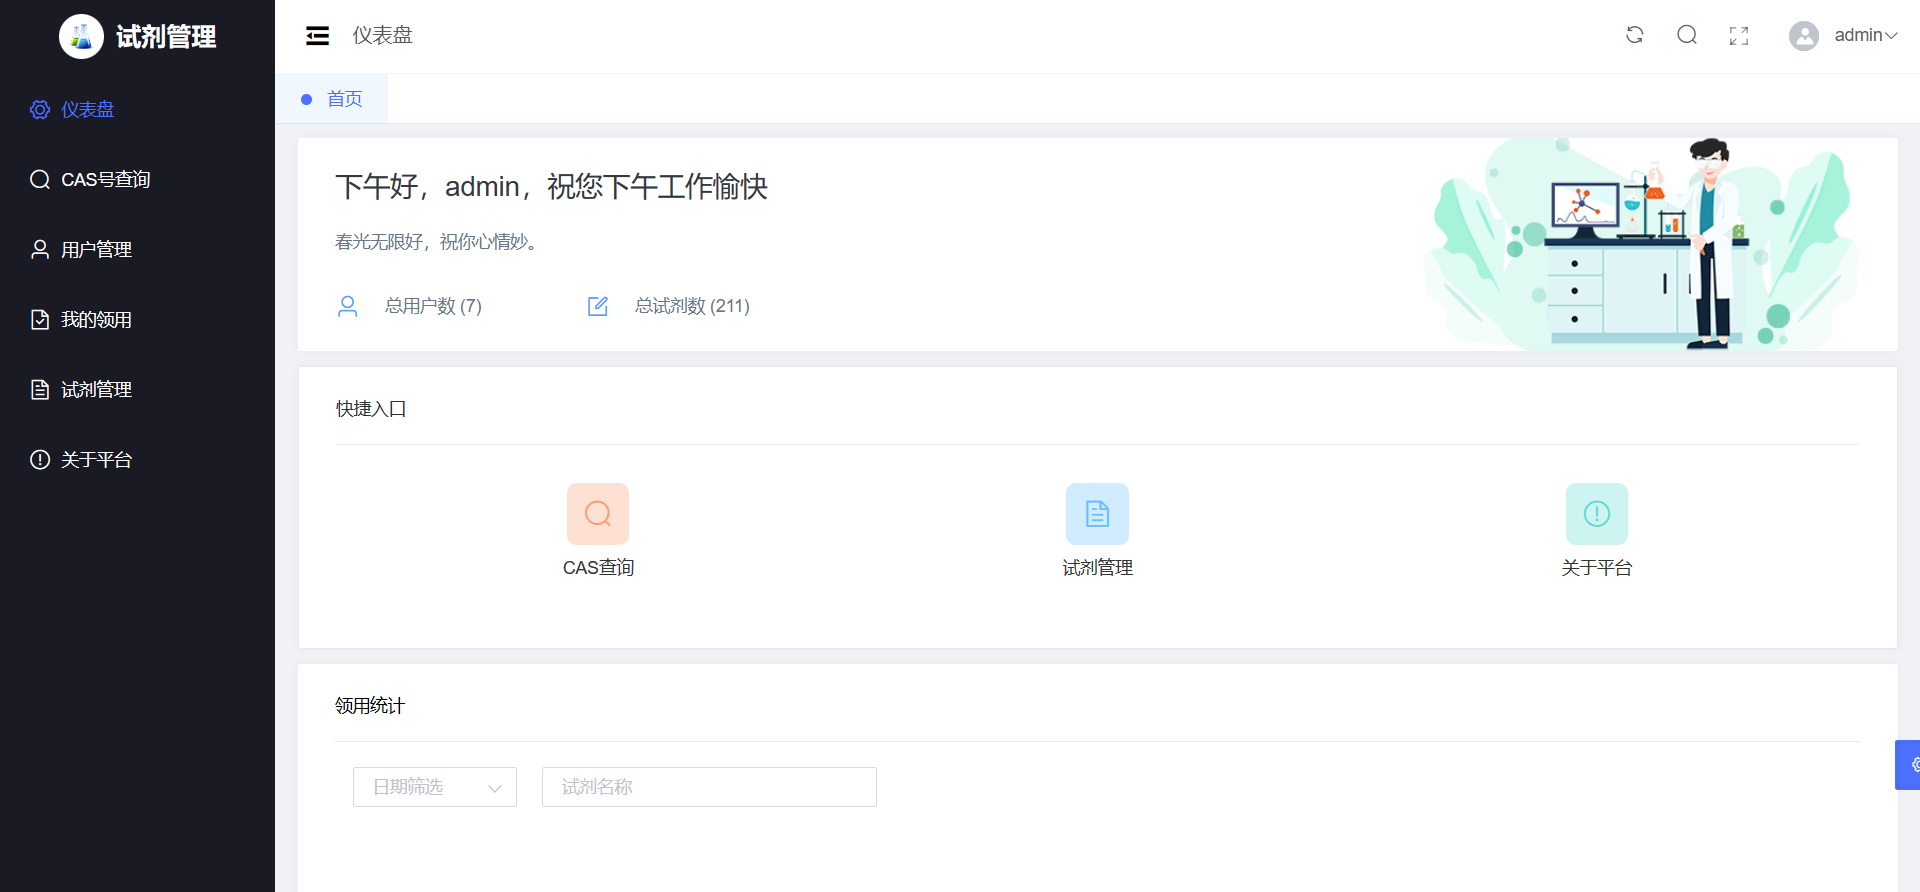 试剂管理
仪表盘
CAS号查询
用户管理
我的领用
试剂管理
关于平台
仪表盘
admin
首页
下午好，admin，祝您下午工作愉快
春光无限好，祝你心情妙。
总用户数 (7)
总试剂数 (211)
快捷入口
CAS查询
试剂管理
关于平台
领用统计
日期筛选
试剂名称